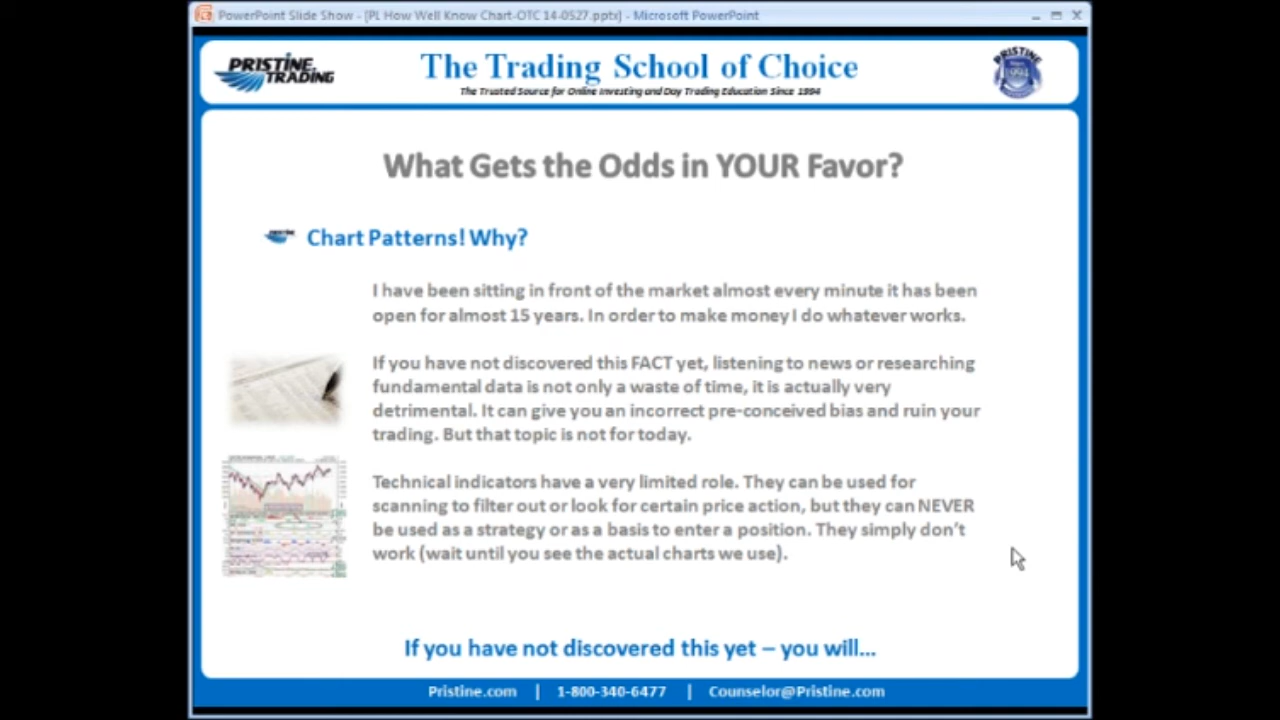 PowerPoint Slide Show - [PL How Well Know Chart-OTC 14-0527.pptx] - Microsoft PowerPoint
PRISTINE.
TRADING
The Trading School of Choice
The Trusted Source for Online Investing and Day Trading Education Since 1994
PRISTINE
1994
What Gets the Odds in YOUR Favor?
Chart Patterns! Why?
I have been sitting in front of the market almost every minute it has been
open for almost 15 years. In order to make money I do whatever works.
If you have not discovered this FACT yet, listening to news or researching
fundamental data is not only a waste of time, it is actually very
detrimental. It can give you an incorrect pre-conceived bias and ruin your
trading. But that topic is not for today.
Technical indicators have a very limited role. They can be used for
scanning to filter out or look for certain price action, but they can NEVER
be used as a strategy or as a basis to enter a position. They simply don't
work (wait until you see the actual charts we use).
If you have not discovered this yet – you will...
Pristine.com | 1-800-340-6477 | Counselor@Pristine.com